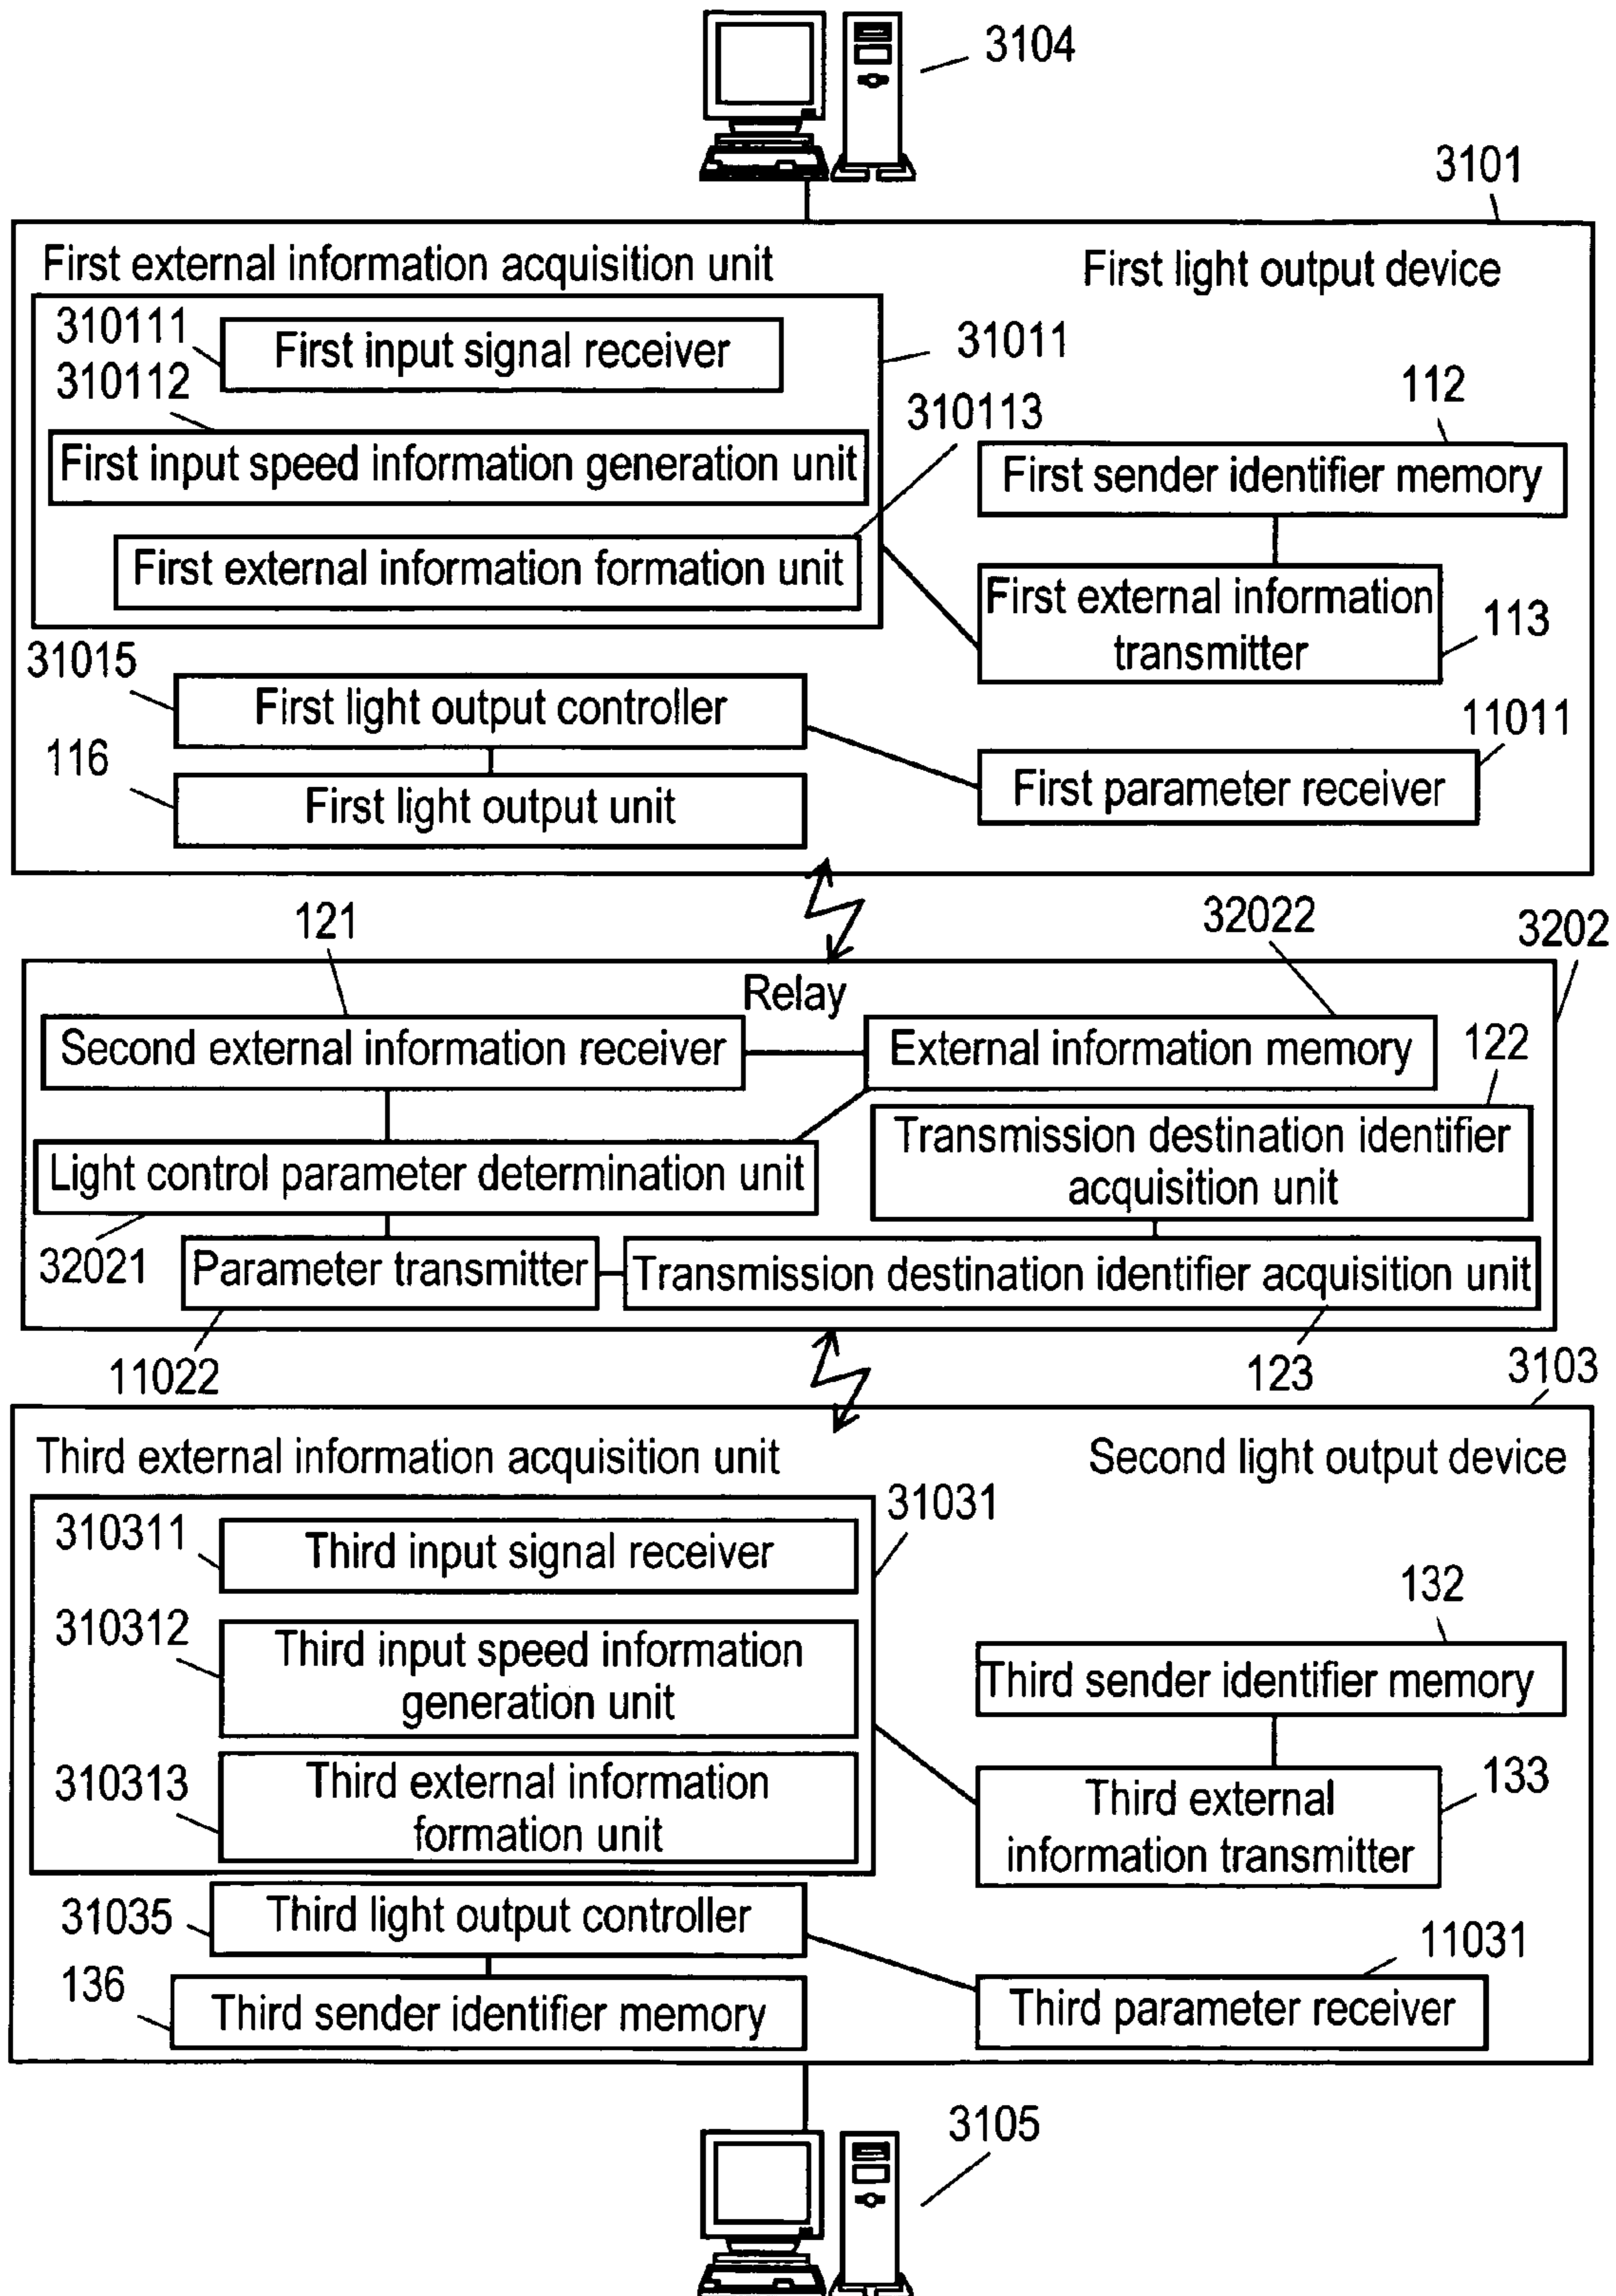 3104
3101
First external information acquisition unit
First light output device
310111
First input signal receiver
31011
310112
310113
112
First input speed information generation unit
First sender identifier memory
First external information formation unit
First external information
transmitter
113
31015
First light output controller
11011
116
First light output unit
First parameter receiver
121
32022
3202
Relay
Second external information receiver
External information memory
122
Transmission destination identifier
acquisition unit
Light control parameter determination unit
32021
Parameter transmitter
Transmission destination identifier acquisition unit
11022
123
3103
Third external information acquisition unit
Second light output device
31031
310311
Third input signal receiver
132
310312
Third input speed information
generation unit
Third sender identifier memory
310313
Third external information
formation unit
133
Third external
information transmitter
31035
Third light output controller
11031
136
Third sender identifier memory
Third parameter receiver
3105